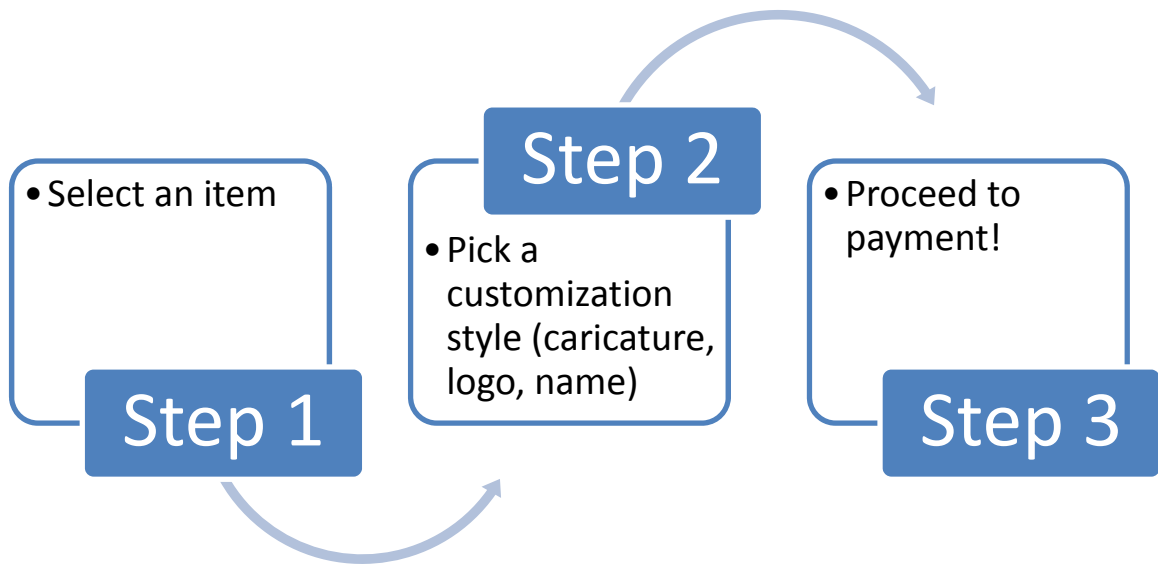 • Select an item
Step 1
Step 2
• Pick a
customization
style (caricature,
logo, name)
• Proceed to
payment!
Step 3